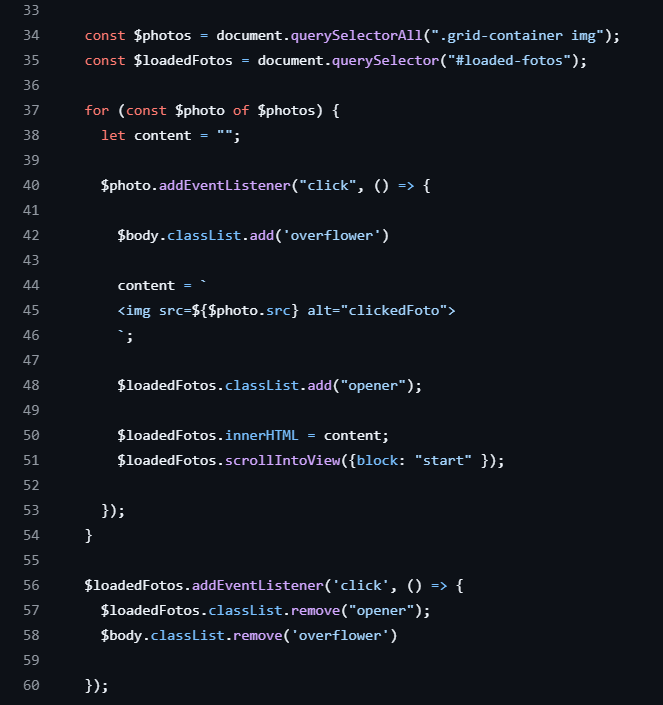 33
34 const $photos = document.querySelectorAll(".grid-container img");
35 const $loadedFotos = document.querySelector("#loaded-fotos");
36
37 for (const $photo of $photos) {
38 let content = "";
39
40 $photo.addEventListener("click", () => {
41
42 $body.classList.add('overflower')
43
44 content = `
45 <img src=${$photo.src} alt="clickedFoto">
46 `;
47
48 $loadedFotos.classList.add("opener");
49
50 $loadedFotos.innerHTML = content;
51 $loadedFotos.scrollIntoView({block: "start" });
52
53 });
54 }
55
56 $loadedFotos.addEventListener('click', () => {
57 $loadedFotos.classList.remove("opener");
58 $body.classList.remove('overflower')
59
60 });